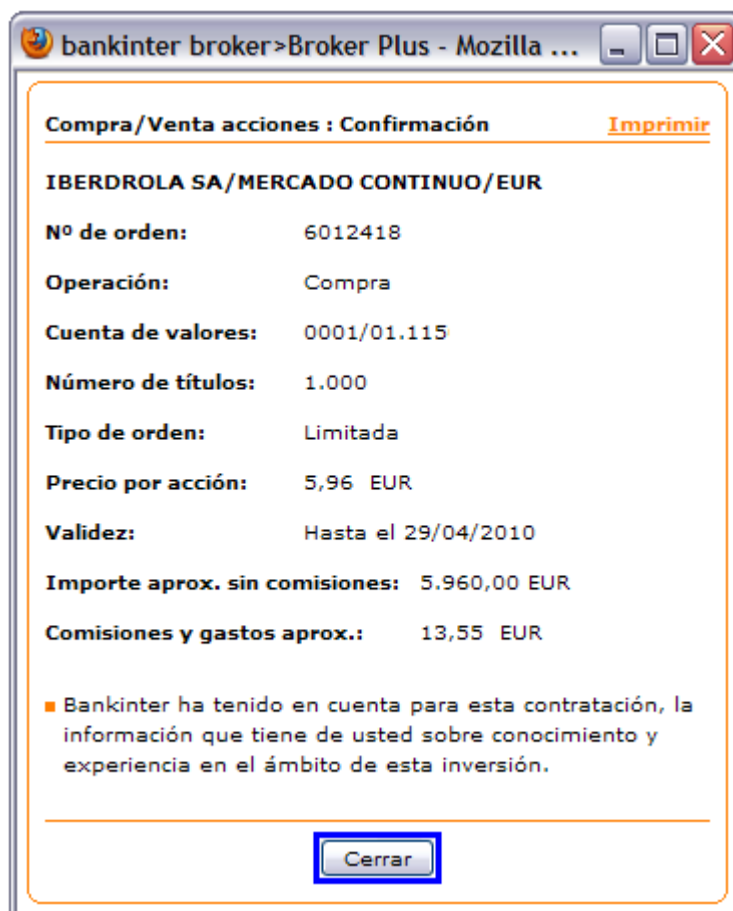 bankinter broker>Broker Plus - Mozilla ...
Compra/Venta acciones : Confirmación Imprimir
IBERDROLA SA/MERCADO CONTINUO/EUR
Nº de orden: 6012418
Operación: Compra
Cuenta de valores: 0001/01.115
Número de títulos: 1.000
Tipo de orden: Limitada
Precio por acción: 5,96 EUR
Validez: Hasta el 29/04/2010
Importe aprox. sin comisiones: 5.960,00 EUR
Comisiones y gastos aprox.: 13,55 EUR
Bankinter ha tenido en cuenta para esta contratación, la
información que tiene de usted sobre conocimiento y
experiencia en el ámbito de esta inversión.
Cerrar